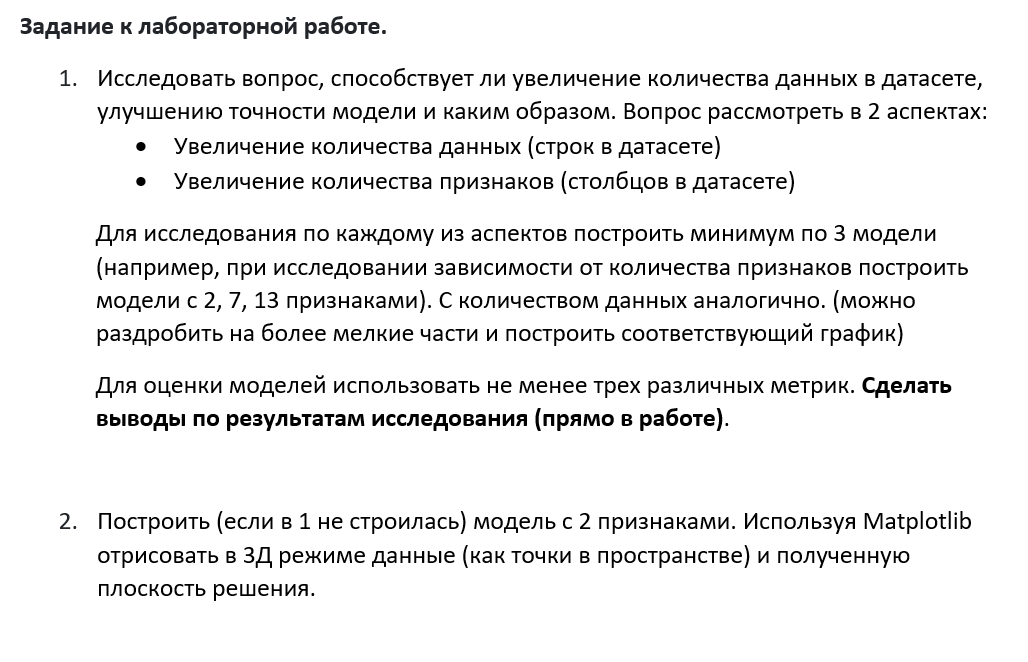 Задание к лабораторной работе.
1. Исследовать вопрос, способствует ли увеличение количества данных в датасете,
улучшению точности модели и каким образом. Вопрос рассмотреть в 2 аспектах:
• Увеличение количества данных (строк в датасете)
• Увеличение количества признаков (столбцов в датасете)
Для исследования по каждому из аспектов построить минимум по 3 модели
(например, при исследовании зависимости от количества признаков построить
модели с 2, 7, 13 признаками). С количеством данных аналогично. (можно
раздробить на более мелкие части и построить соответствующий график)
Для оценки моделей использовать не менее трех различных метрик. Сделать
выводы по результатам исследования (прямо в работе).
2. Построить (если в 1 не строилась) модель с 2 признаками. Используя Matplotlib
отрисовать в 3Д режиме данные (как точки в пространстве) и полученную
плоскость решения.